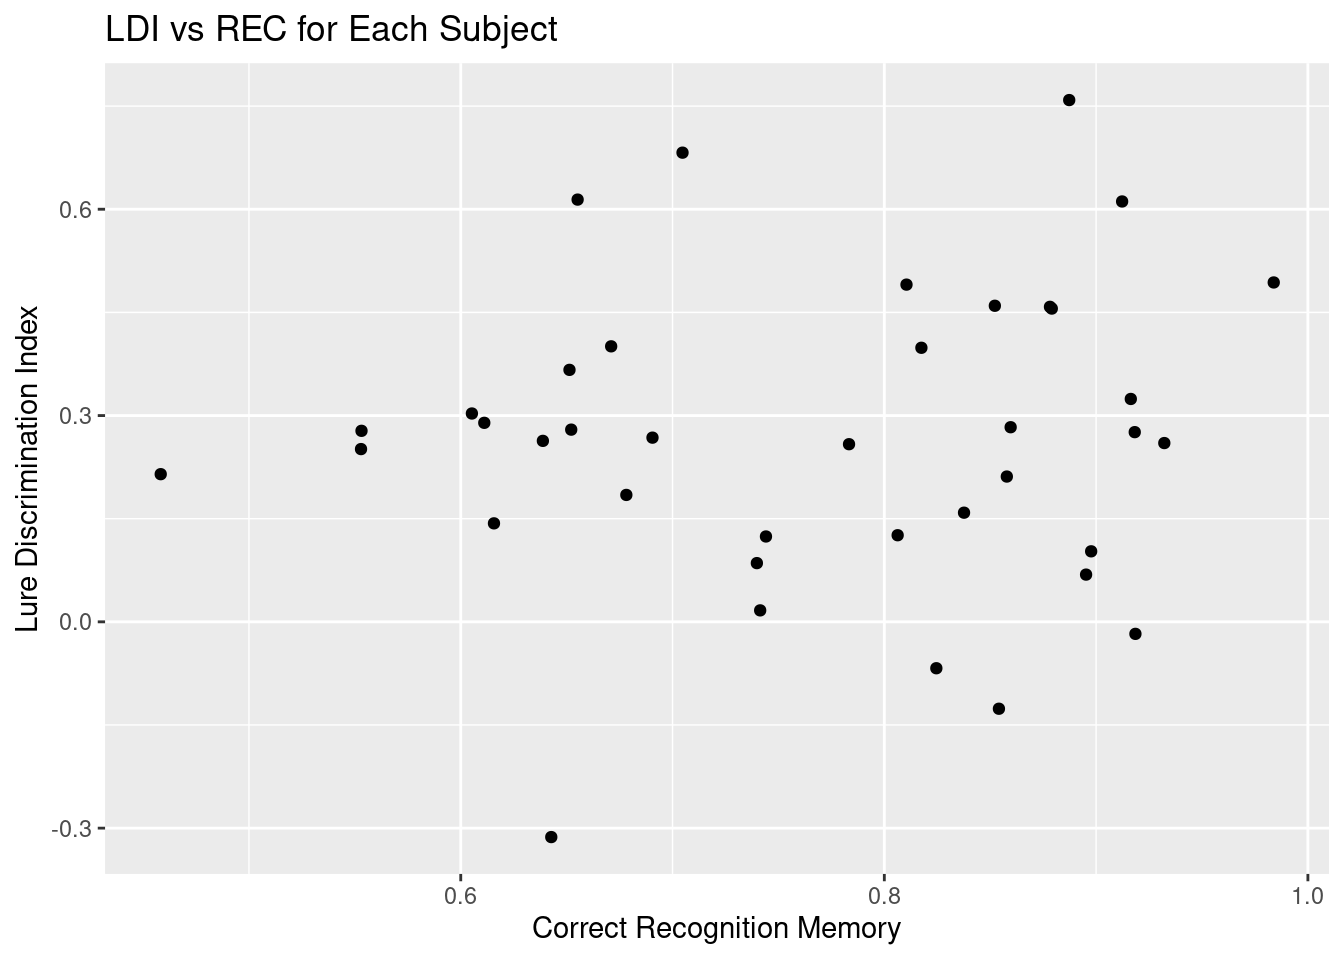 LDI vs REC for Each Subject
Lure Discrimination Index
0.6
0.3
0.0
-0.3
0.6
0.8
1.0
Correct Recognition Memory